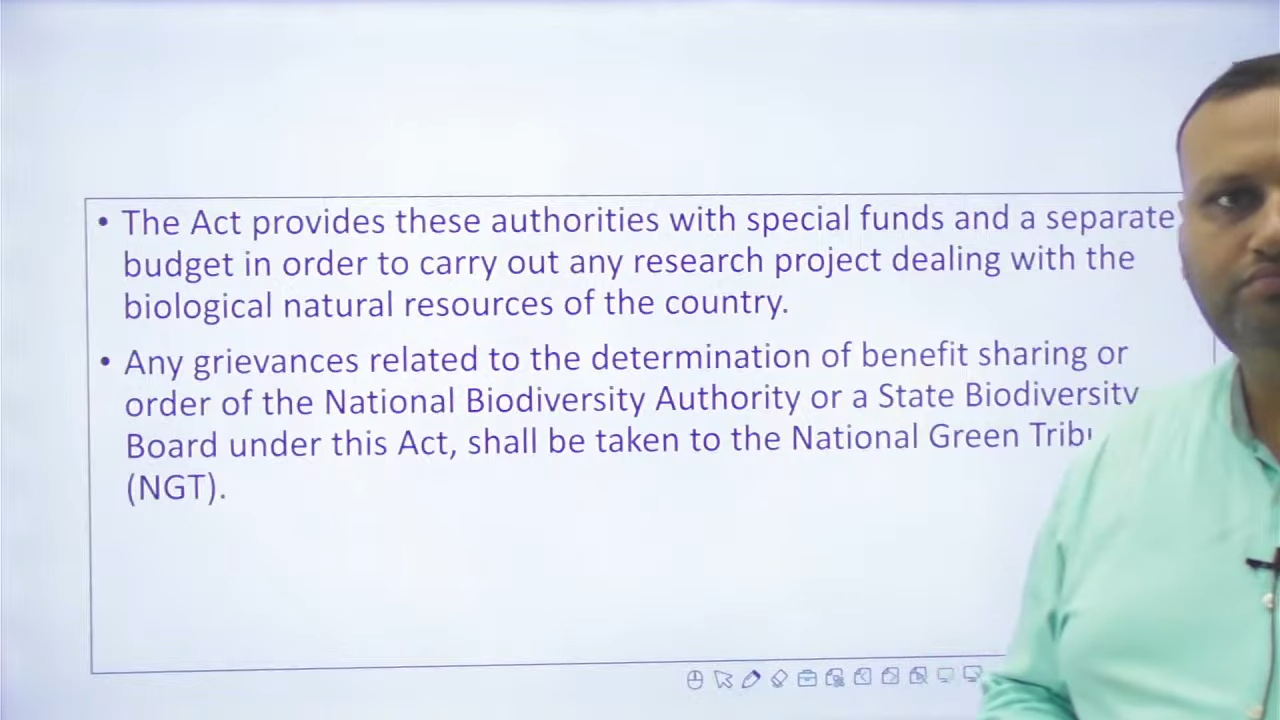 • The Act provides these authorities with special funds and a separate
budget in order to carry out any research project dealing with the
biological natural resources of the country.
• Any grievances related to the determination of benefit sharing or
order of the National Biodiversity Authority or a State Biodiversity
Board under this Act, shall be taken to the National Green
(NGT).